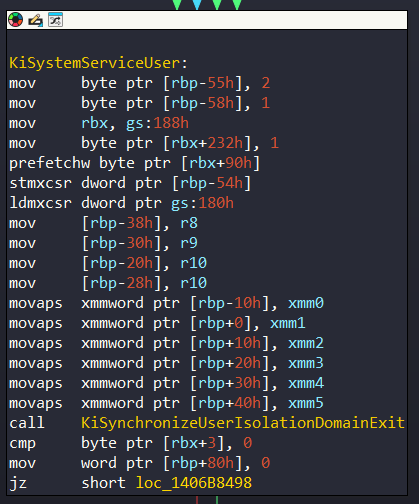 KiSystemServiceUser:
mov     byte ptr [rbp-55h], 2
mov     byte ptr [rbp-58h], 1
mov     rbx, gs:188h
mov     byte ptr [rbx+232h], 1
prefetchw byte ptr [rbx+90h]
stmxcsr dword ptr [rbp-54h]
ldmxcsr dword ptr gs:180h
mov     [rbp-38h], r8
mov     [rbp-30h], r9
mov     [rbp-20h], r10
mov     [rbp-28h], r10
movaps  xmmword ptr [rbp-10h], xmm0
movaps  xmmword ptr [rbp+0], xmm1
movaps  xmmword ptr [rbp+10h], xmm2
movaps  xmmword ptr [rbp+20h], xmm3
movaps  xmmword ptr [rbp+30h], xmm4
movaps  xmmword ptr [rbp+40h], xmm5
call    KiSynchronizeUserIsolationDomainExit
cmp     byte ptr [rbx+3], 0
mov     word ptr [rbp+80h], 0
jz      short loc_1406B8498